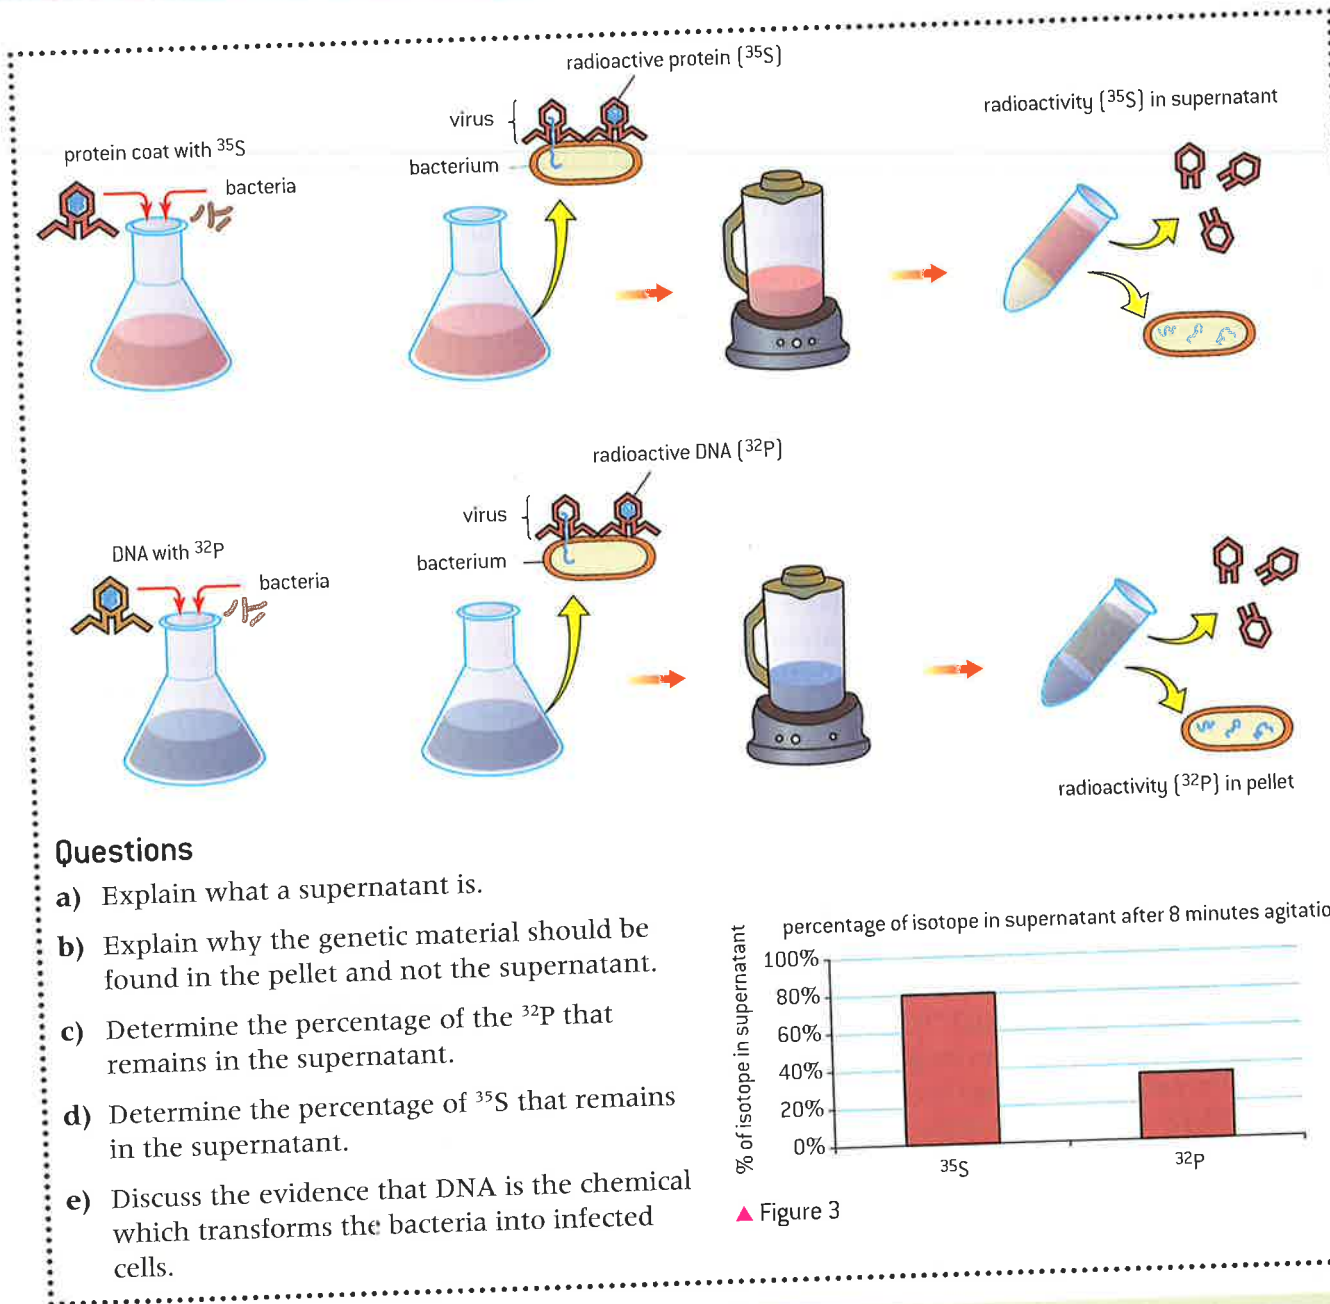 radioactive protein (³⁵S)
virus
bacterium
protein coat with ³⁵S
bacteria
radioactivity (³⁵S) in supernatant
radioactive DNA (³²P)
virus
bacterium
DNA with ³²P
bacteria
radioactivity (³²P) in pellet
Questions
a) Explain what a supernatant is.
b) Explain why the genetic material should be
found in the pellet and not the supernatant.
c) Determine the percentage of the ³²P that
remains in the supernatant.
d) Determine the percentage of ³⁵S that remains
in the supernatant.
e) Discuss the evidence that DNA is the chemical
which transforms the bacteria into infected
cells.
percentage of isotope in supernatant after 8 minutes agitatio
% of isotope in supernatant
100%
80%
60%
40%
20%
0%
³⁵S
³²P
▲ Figure 3